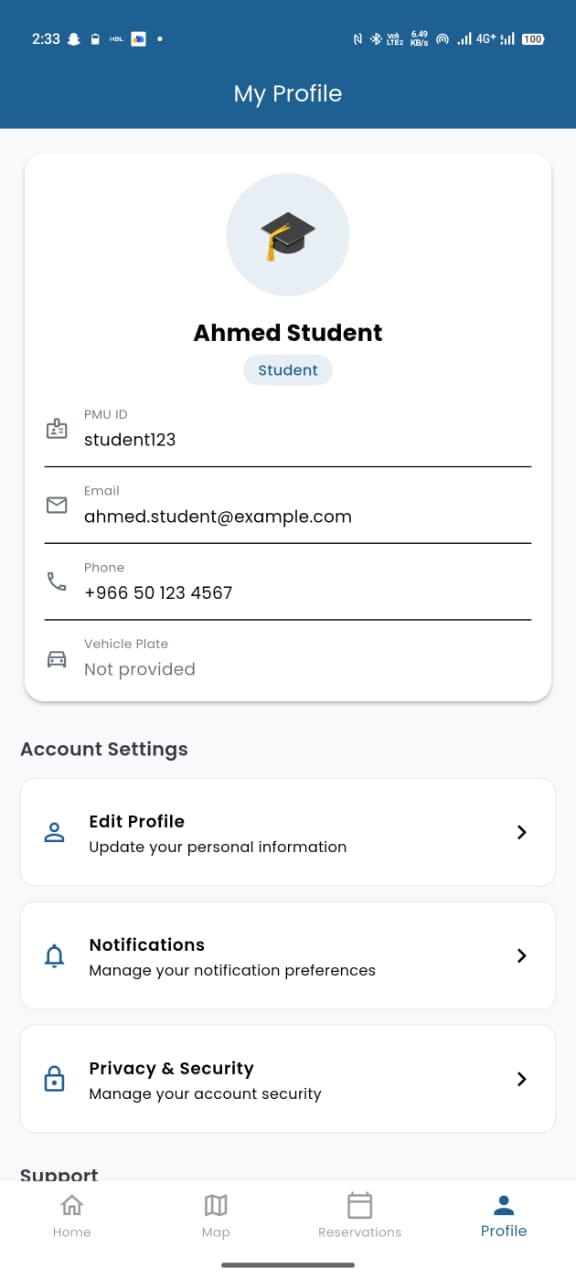 2:33 HBL VoD LTE2 6.49 KB/s 4G+ 100
My Profile
Ahmed Student
Student
PMU ID
student123
Email
ahmed.student@example.com
Phone
+966 50 123 4567
Vehicle Plate
Not provided
Account Settings
Edit Profile
Update your personal information
Notifications
Manage your notification preferences
Privacy & Security
Manage your account security
Support
Home Map Reservations Profile